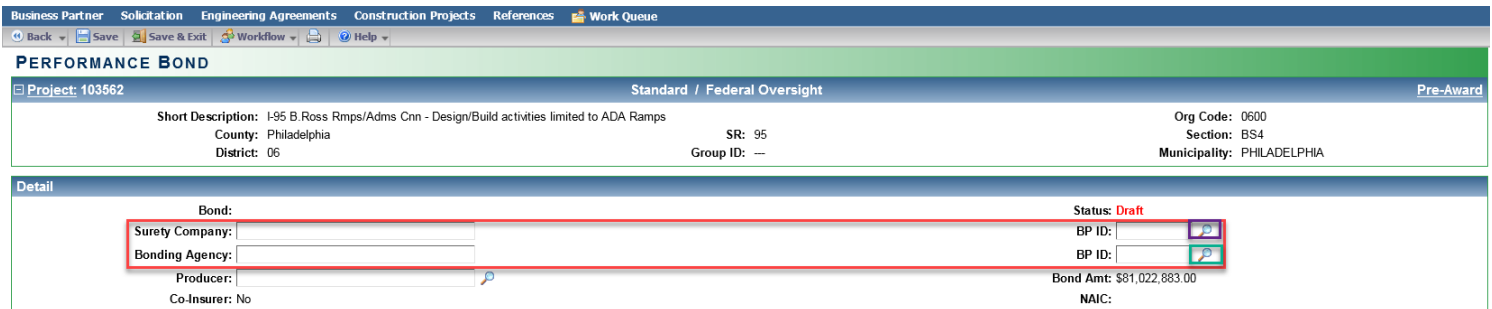 Business Partner Solicitation Engineering Agreements Construction Projects References Work Queue
Back Save Save & Exit Workflow Help
PERFORMANCE BOND
Project: 103562 Standard / Federal Oversight Pre-Award
Short Description: I-95 B.Ross Rmps/Adms Cnn - Design/Build activities limited to ADA Ramps Org Code: 0600
County: Philadelphia SR: 95 Section: BS4
District: 06 Group ID: --- Municipality: PHILADELPHIA
Detail
Bond: Status: Draft
Surety Company: BP ID:
Bonding Agency: BP ID:
Producer: Bond Amt: $81,022,883.00
Co-Insurer: No NAIC: